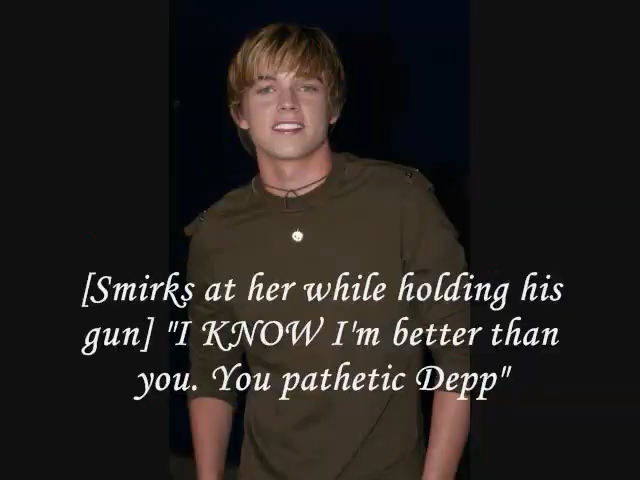 [Smirks at her while holding his
gun] "I KNOW I'm better than
you. You pathetic Depp"